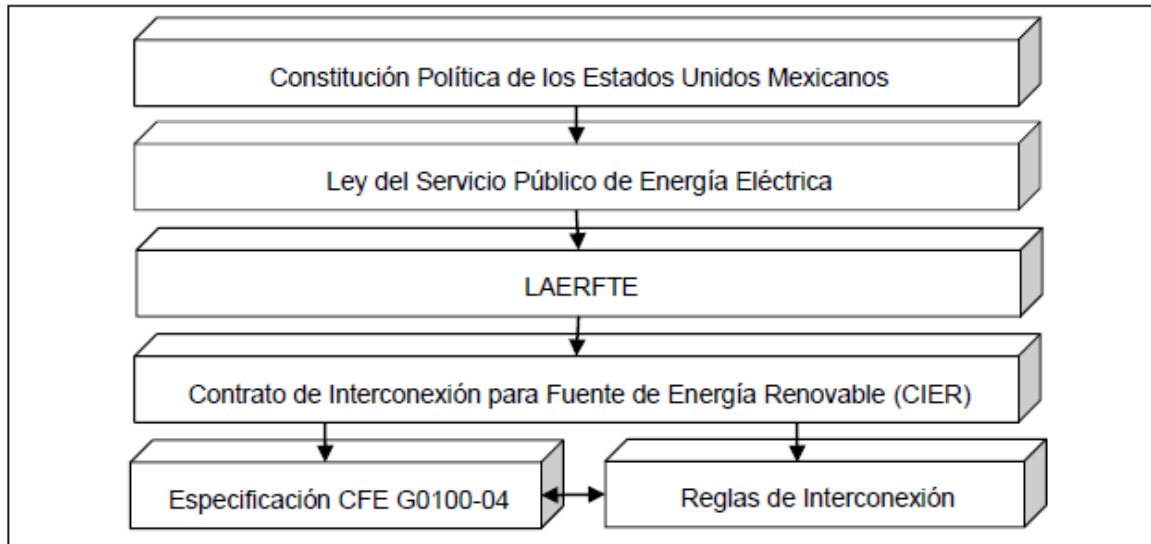 Constitución Política de los Estados Unidos Mexicanos
Ley del Servicio Público de Energía Eléctrica
LAERFTE
Contrato de Interconexión para Fuente de Energía Renovable (CIER)
Especificación CFE G0100-04
Reglas de Interconexión